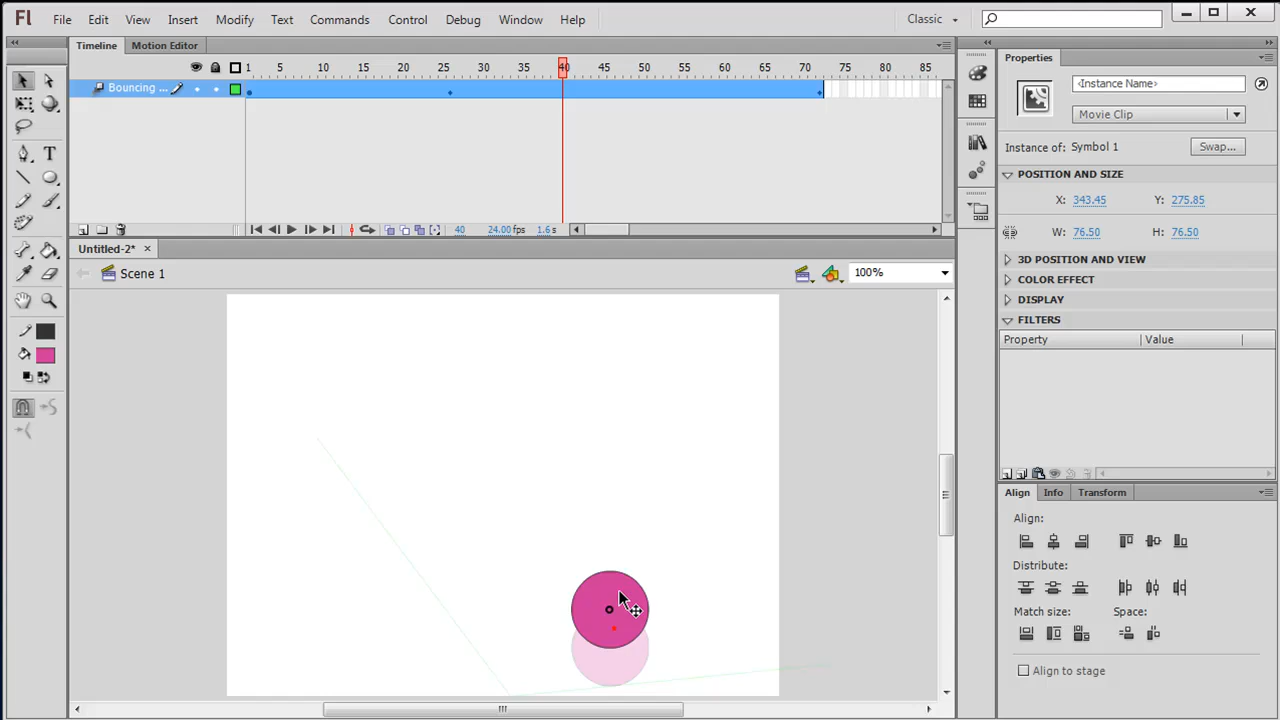 Fl File Edit View Insert Modify Text Commands Control Debug Window Help Classic
Timeline Motion Editor
1 5 10 15 20 25 30 35 40 45 50 55 60 65 70 75 80 85
Bouncing ...
40 24.00 fps 1.6 s
Untitled-2*
Scene 1 100%
Properties
<Instance Name>
Movie Clip
Instance of: Symbol 1 Swap...
POSITION AND SIZE
X: 343.45 Y: 275.85
W: 76.50 H: 76.50
3D POSITION AND VIEW
COLOR EFFECT
DISPLAY
FILTERS
Property Value
Align Info Transform
Align:
Distribute:
Match size: Space:
Align to stage